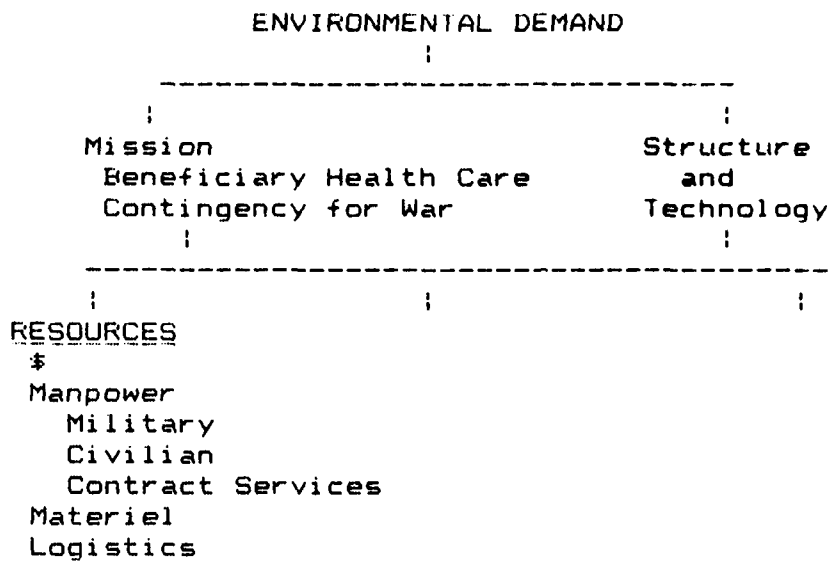 ENVIRONMENTAL DEMAND
Mission Structure
Beneficiary Health Care and
Contingency for War Technology
RESOURCES
$
Manpower
Military
Civilian
Contract Services
Materiel
Logistics